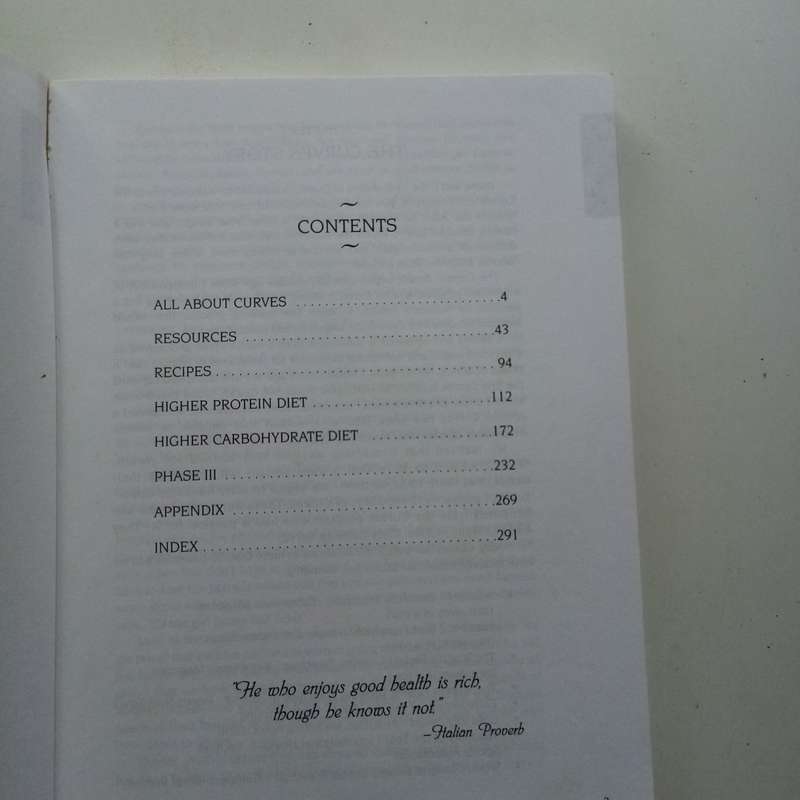 CONTENTS
ALL ABOUT CURVES ............................4
RESOURCES ...................................43
RECIPES ........................................94
HIGHER PROTEIN DIET .........................112
HIGHER CARBOHYDRATE DIET .................172
PHASE III ......................................232
APPENDIX .....................................269
INDEX .........................................291
"He who enjoys good health is rich,
though he knows it not."
–Italian Proverb